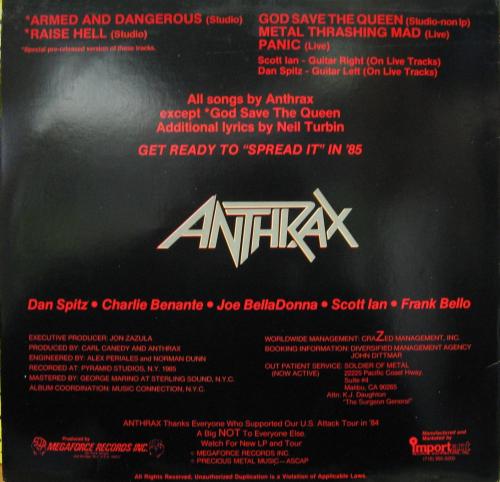 *ARMED AND DANGEROUS (Studio)
*RAISE HELL (Studio)
*Special pre-released version of these tracks.
GOD SAVE THE QUEEN (Studio-non lp)
METAL THRASHING MAD (Live)
PANIC (Live)
Scott Ian - Guitar Right (On Live Tracks)
Dan Spitz - Guitar Left (On Live Tracks)
All songs by Anthrax
except *God Save The Queen
Additional lyrics by Neil Turbin
GET READY TO "SPREAD IT" IN '85
ANTHRAX
Dan Spitz • Charlie Benante • Joe BellaDonna • Scott Ian • Frank Bello
EXECUTIVE PRODUCER: JON ZAZULA
PRODUCED BY: CARL CANEDY AND ANTHRAX
ENGINEERED BY: ALEX PERIALES AND NORMAN DUNN
RECORDED AT: PYRAMID STUDIOS, N.Y. 1985
MASTERED BY: GEORGE MARINO AT STERLING SOUND, N.Y.C.
ALBUM COORDINATION: MUSIC CONNECTION, N.Y.C.
WORLDWIDE MANAGEMENT: CRAZED MANAGEMENT, INC.
BOOKING INFORMATION: DIVERSIFIED MANAGEMENT AGENCY
JOHN DITTMAR
OUT PATIENT SERVICE: SOLDIER OF METAL
(NOW ACTIVE) 22225 Pacific Coast Hwy.
Suite #4
Malibu, CA 90265
Attn: K.J. Daughton
"The Surgeon General"
ANTHRAX Thanks Everyone Who Supported Our U.S. Attack Tour in '84
A Big NOT To Everyone Else.
Watch For New LP and Tour
© MEGAFORCE RECORDS INC.
℗ PRECIOUS METAL MUSIC—ASCAP
Produced by
MEGAFORCE RECORDS INC.
Manufactured and
Marketed by
important
All Rights Reserved, Unauthorized Duplication is a Violation of Applicable Laws.